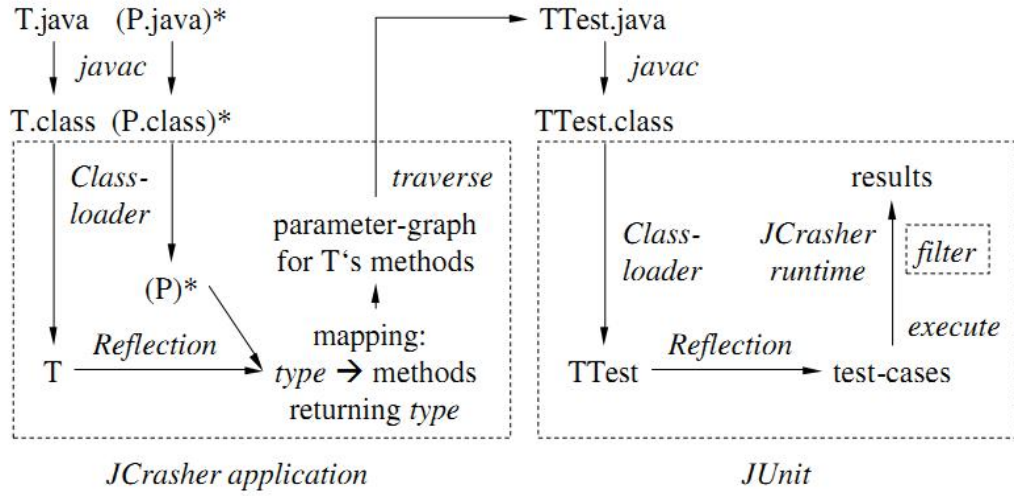 T.java (P.java)* TTest.java
javac javac
T.class (P.class)* TTest.class
Class-
loader
traverse
parameter-graph
for T‘s methods
(P)*
mapping:
Reflection
T type → methods
returning type
results
Class-
loader
JCrasher
runtime
filter
execute
Reflection
TTest test-cases
JCrasher application JUnit